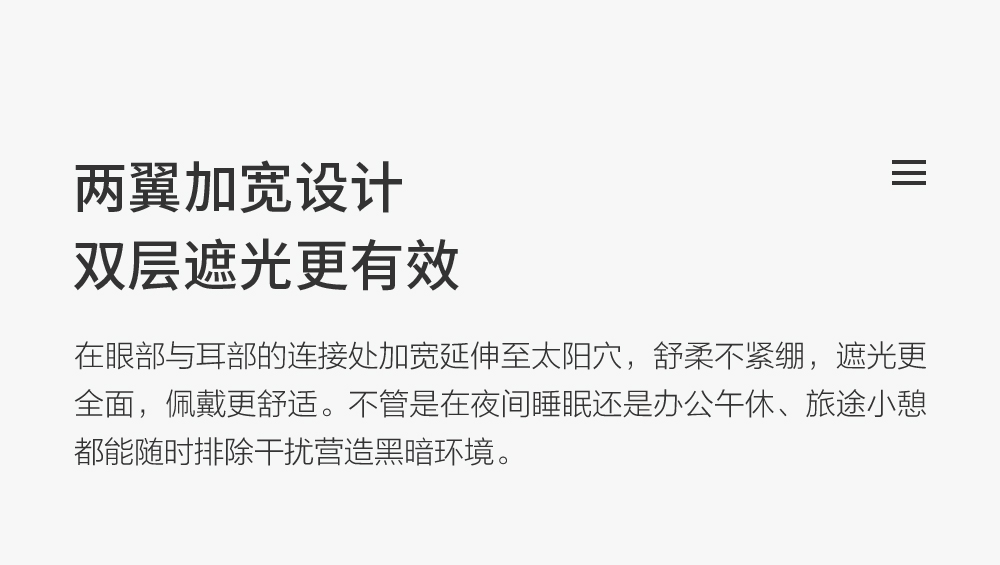 两翼加宽设计
双层遮光更有效
在眼部与耳部的连接处加宽延伸至太阳穴，舒柔不紧绷，遮光更
全面，佩戴更舒适。不管是在夜间睡眠还是办公午休、旅途小憩
都能随时排除干扰营造黑暗环境。